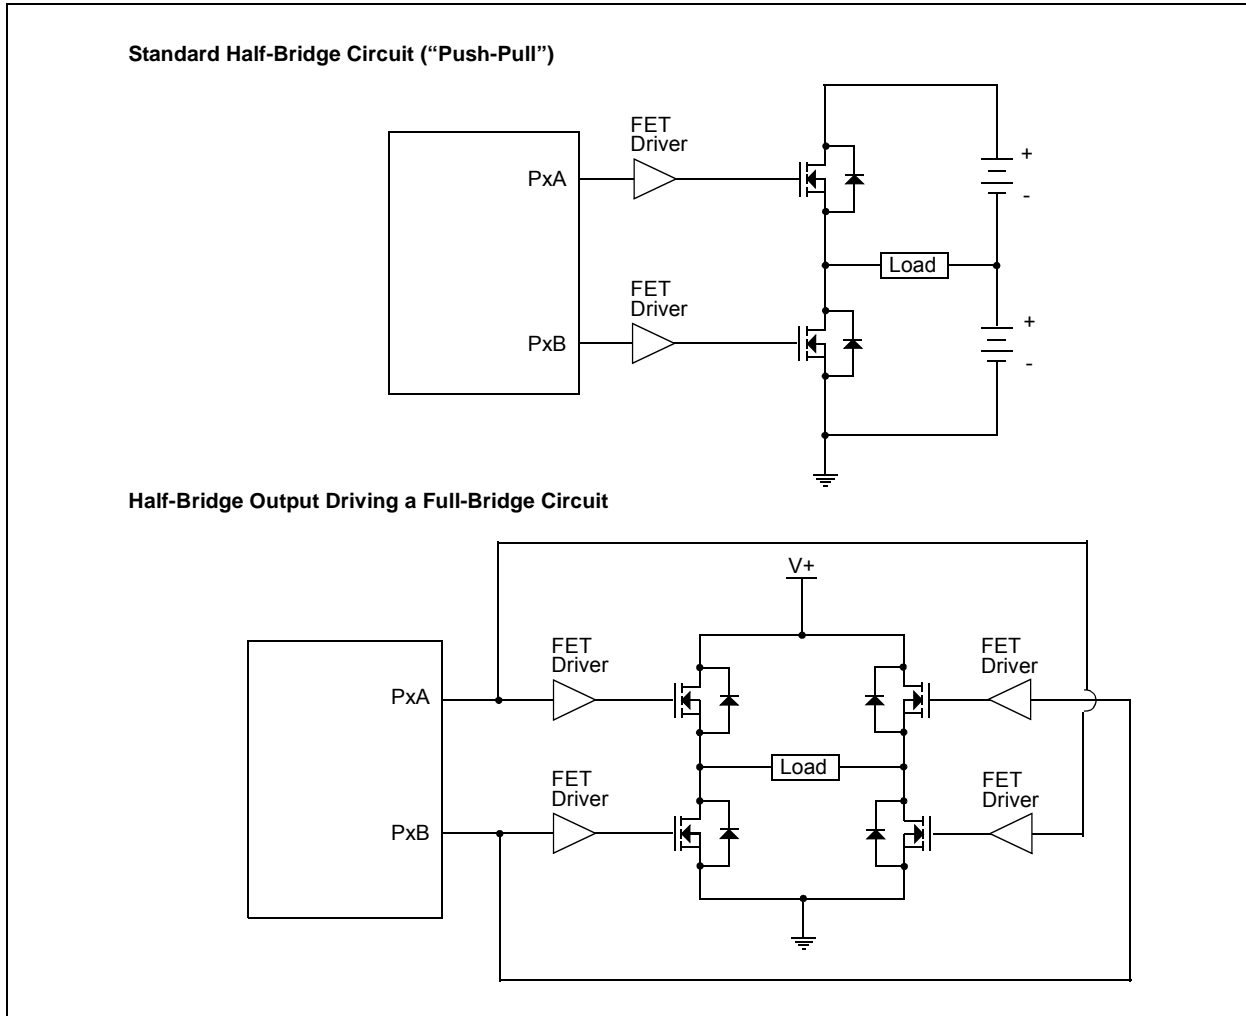 Standard Half-Bridge Circuit (“Push-Pull”)
FET
Driver
PxA
+
-
Load
FET
Driver
PxB
+
-
Half-Bridge Output Driving a Full-Bridge Circuit
V+
FET
Driver
FET
Driver
PxA
Load
FET
Driver
FET
Driver
PxB